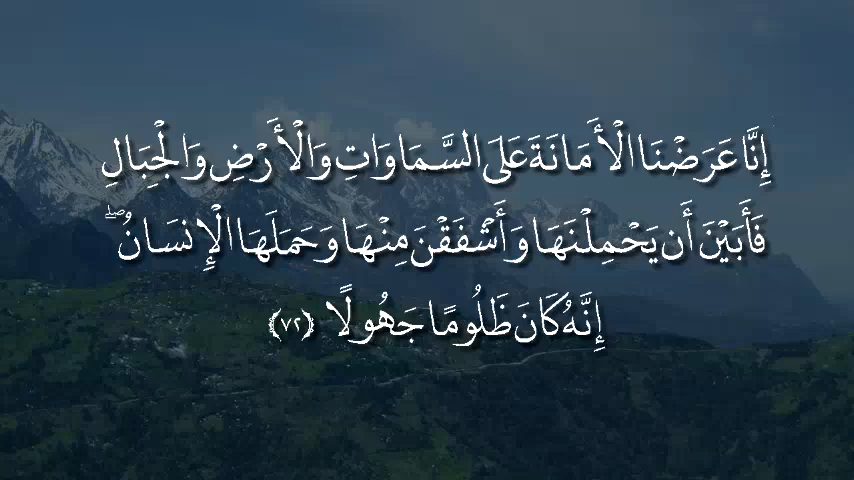 إِنَّا عَرَضْنَا الْأَمَانَةَ عَلَى السَّمَاوَاتِ وَالْأَرْضِ وَالْجِبَالِ
فَأَبَيْنَ أَن يَحْمِلْنَهَا وَأَشْفَقْنَ مِنْهَا وَحَمَلَهَا الْإِنسَانُ ۖ
إِنَّهُ كَانَ ظَلُومًا جَهُولًا ﴿٧٢﴾